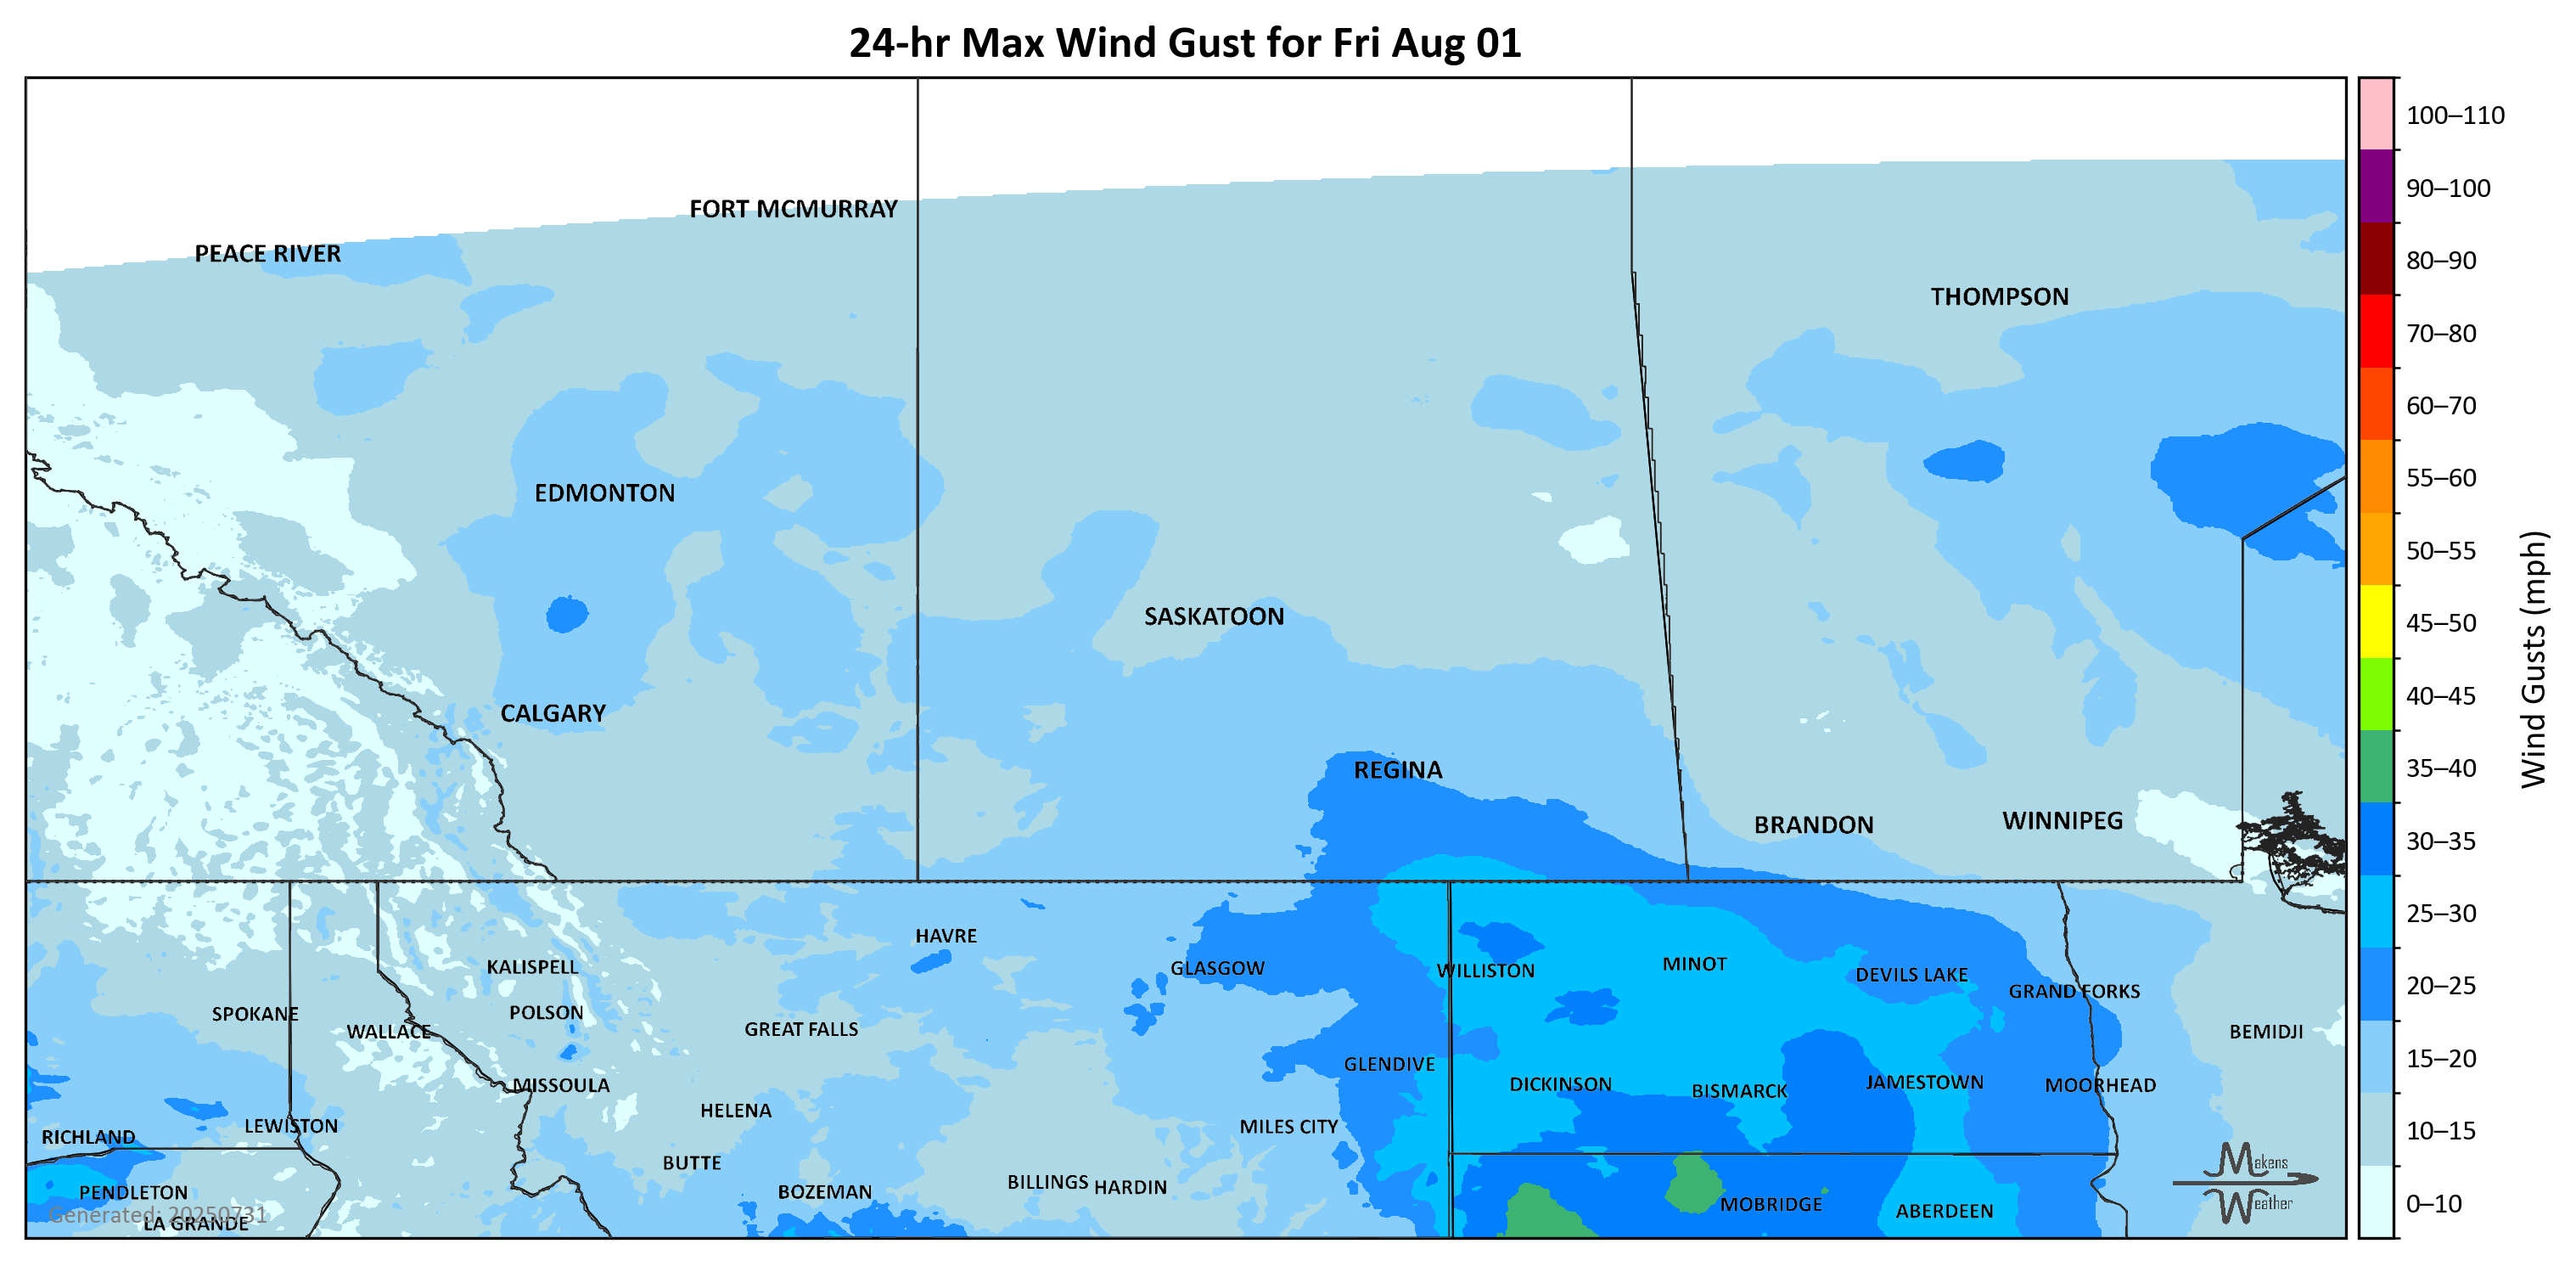 24-hr Max Wind Gust for Fri Aug 01
100–110
90–100
80–90
70–80
60–70
55–60
50–55
45–50
40–45
35–40
30–35
25–30
20–25
15–20
10–15
0–10
Wind Gusts (mph)
FORT MCMURRAY
PEACE RIVER
THOMPSON
EDMONTON
SASKATOON
CALGARY
REGINA
BRANDON
WINNIPEG
HAVRE
KALISPELL
GLASGOW
WILLISTON
MINOT
DEVILS LAKE
GRAND FORKS
SPOKANE
POLSON
WALLACE
GREAT FALLS
BEMIDJI
GLENDIVE
MISSOULA
DICKINSON
BISMARCK
JAMESTOWN
MOORHEAD
HELENA
LEWISTON
MILES CITY
RICHLAND
BUTTE
PENDLETON
BOZEMAN
BILLINGS
HARDIN
MOBRIDGE
ABERDEEN
LA GRANDE
Generated: 20250731
Makens
Weather